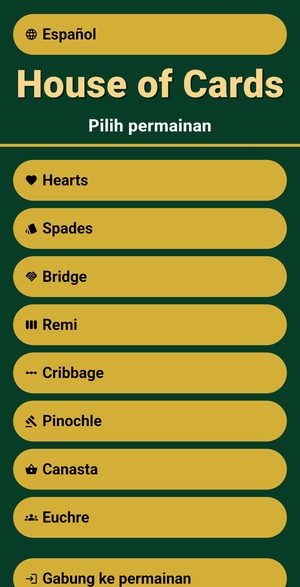 Español
House of Cards
Pilih permainan
Hearts
Spades
Bridge
Remi
Cribbage
Pinochle
Canasta
Euchre
Gabung ke permainan